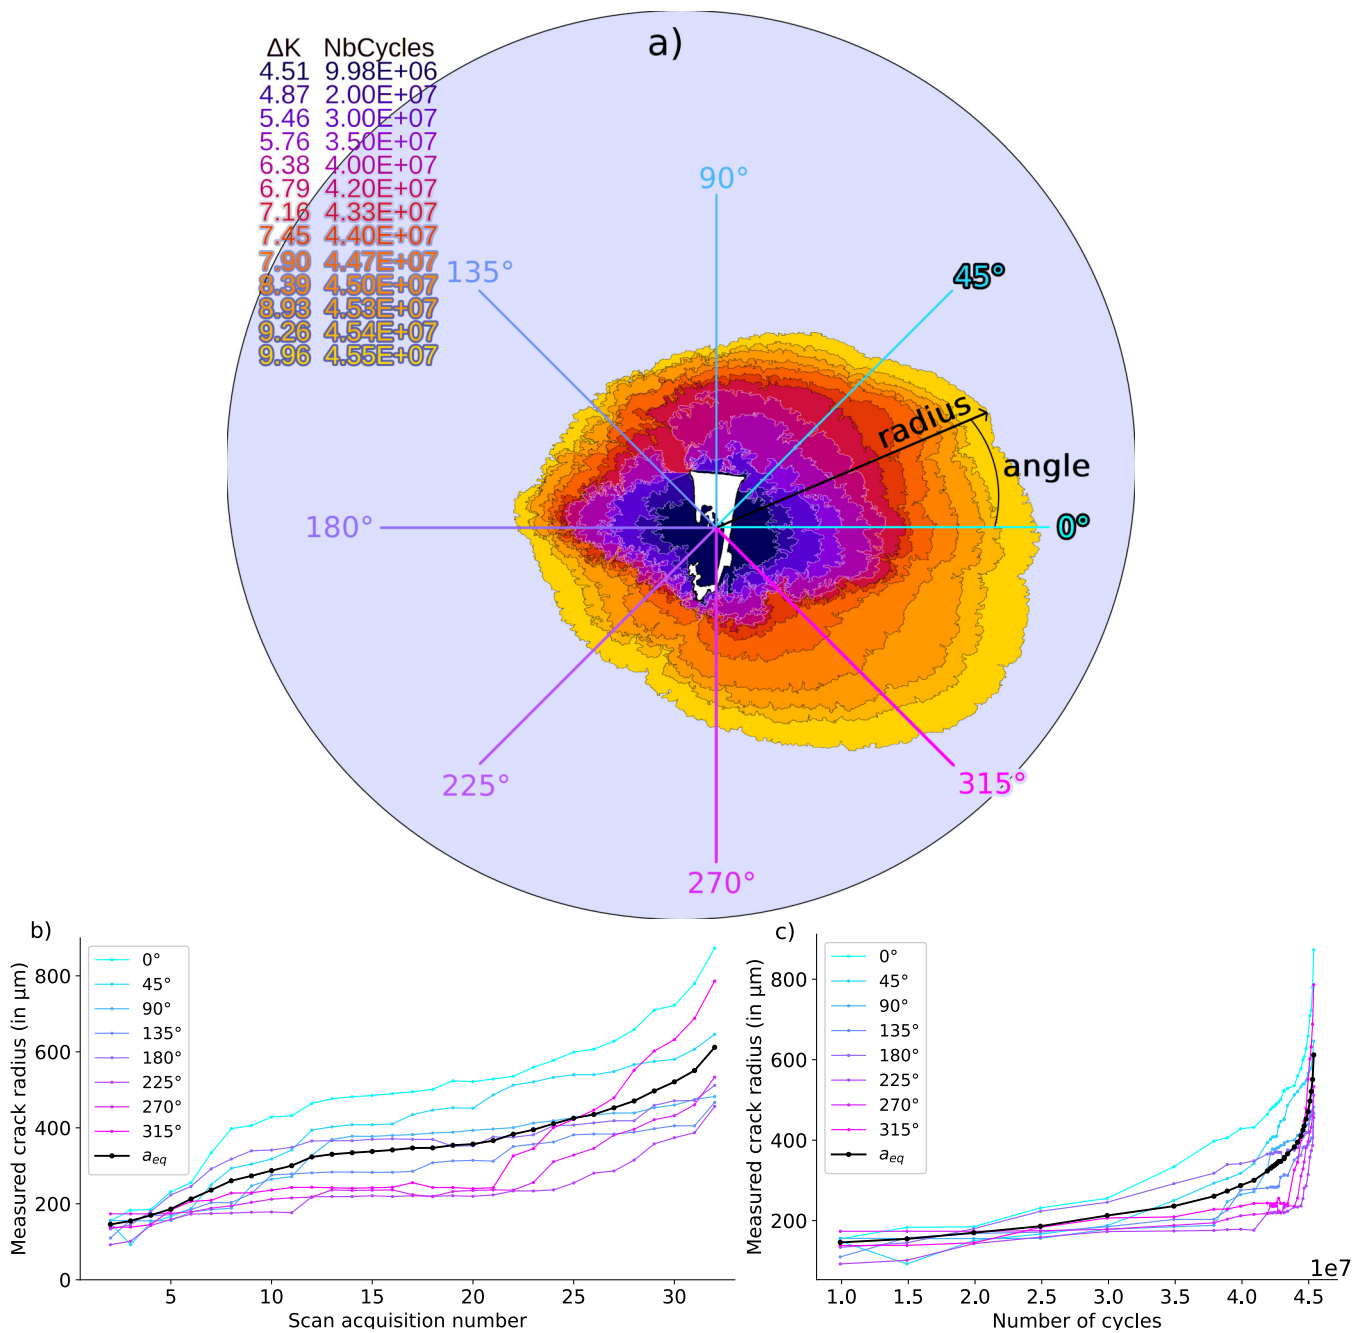 a)
ΔK NbCycles
4.51 9.98E+06
4.87 2.00E+07
5.46 3.00E+07
5.76 3.50E+07
6.38 4.00E+07
6.79 4.20E+07
7.16 4.33E+07
7.45 4.40E+07
7.90 4.47E+07
8.39 4.50E+07
8.93 4.53E+07
9.26 4.54E+07
9.96 4.55E+07
90°
135°
45°
radius
angle
180°
0°
225°
315°
270°
b)
Measured crack radius (in μm)
800
600
400
200
0
0°
45°
90°
135°
180°
225°
270°
315°
a_eq
5 10 15 20 25 30
Scan acquisition number
c)
Measured crack radius (in μm)
800
600
400
200
0°
45°
90°
135°
180°
225°
270°
315°
a_eq
1e7
1.0 1.5 2.0 2.5 3.0 3.5 4.0 4.5
Number of cycles